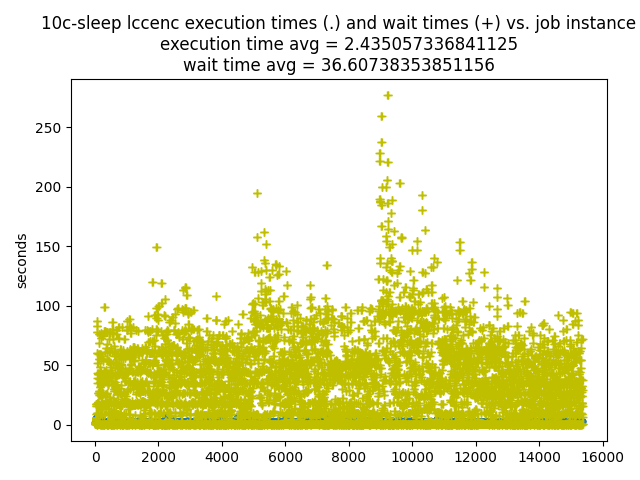 10c-sleep lccenc execution times (.) and wait times (+) vs. job instance
execution time avg = 2.435057336841125
wait time avg = 36.60738353851156
250
200
150
100
50
0
seconds
0 2000 4000 6000 8000 10000 12000 14000 16000